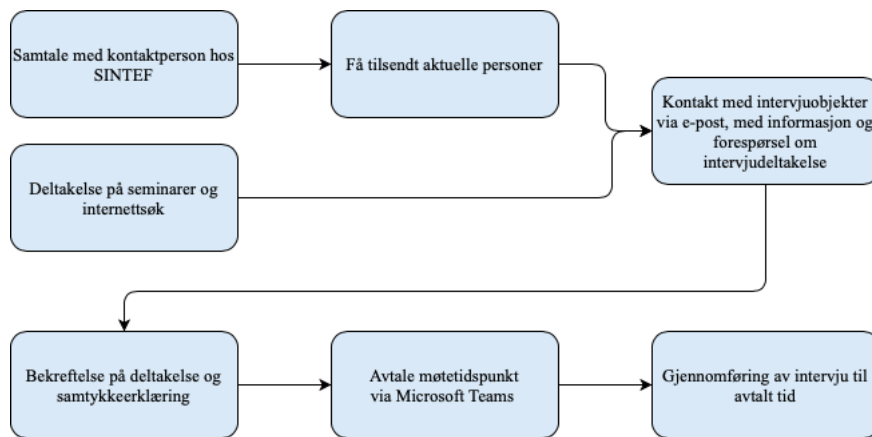 Samtale med kontaktperson hos
SINTEF
Få tilsendt aktuelle personer
Kontakt med intervjuobjekter
via e-post, med informasjon og
forespørsel om
intervjudeltakelse
Deltakelse på seminarer og
internettsøk
Bekreftelse på deltakelse og
samtykkeerklæring
Avtale møtetidspunkt
via Microsoft Teams
Gjennomføring av intervju til
avtalt tid